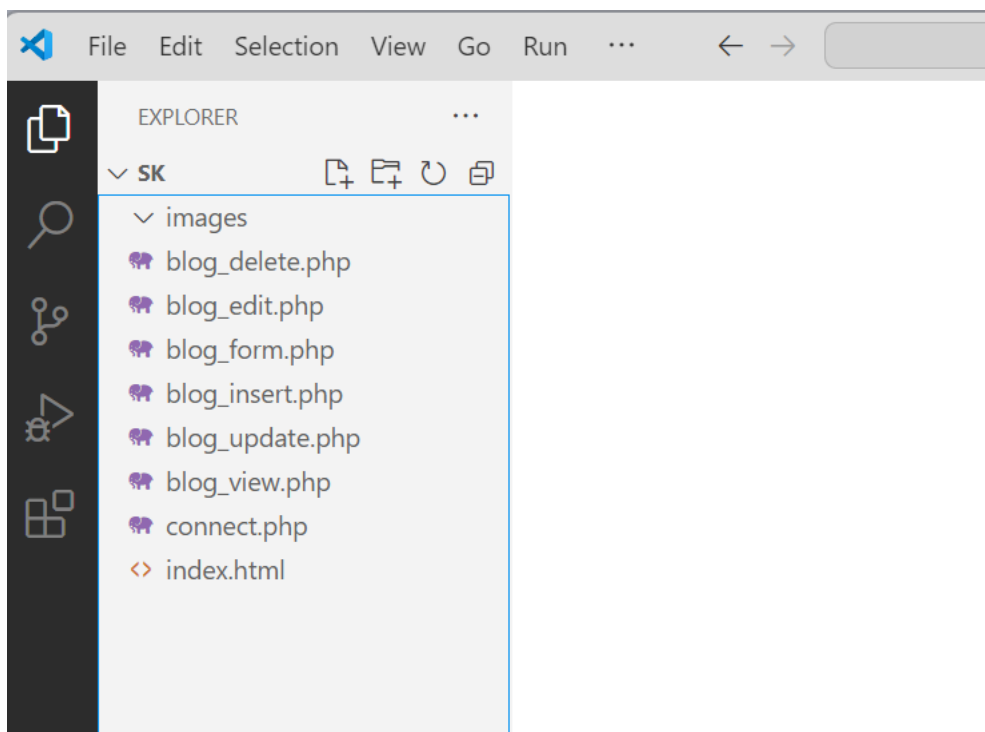 File Edit Selection View Go Run ...
EXPLORER ...
SK
images
blog_delete.php
blog_edit.php
blog_form.php
blog_insert.php
blog_update.php
blog_view.php
connect.php
index.html